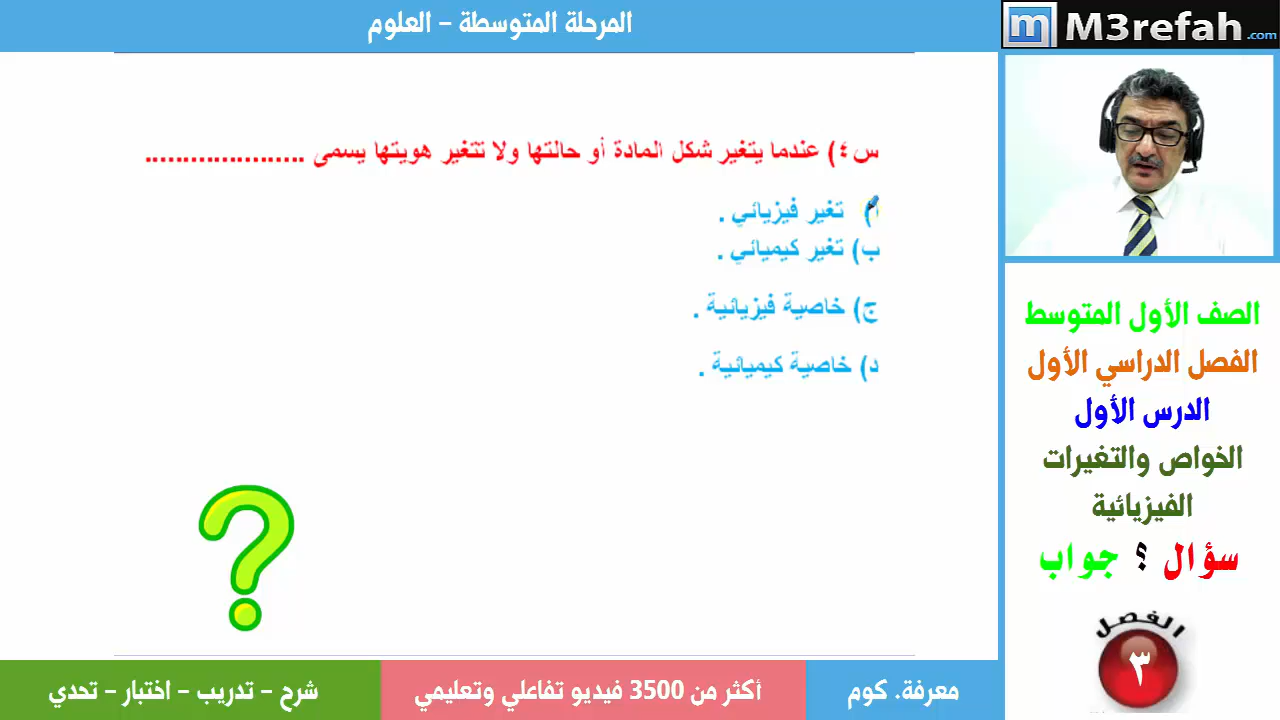 المرحلة المتوسطة - العلوم
M3refah.com
س ٤) عندما يتغير شكل المادة أو حالتها ولا تتغير هويتها يسمى .....................
أ) تغير فيزيائي .
ب) تغير كيميائي .
ج) خاصية فيزيائية .
د) خاصية كيميائية .
الصف الأول المتوسط
الفصل الدراسي الأول
الدرس الأول
الخواص والتغيرات
الفيزيائية
سؤال ؟ جواب
الفصل
٣
معرفة. كوم
أكثر من 3500 فيديو تفاعلي وتعليمي
شرح - تدريب - اختبار - تحدي